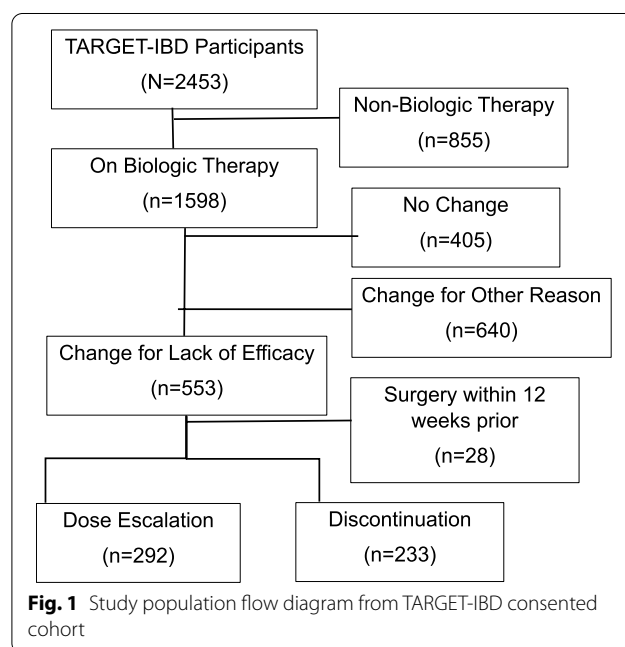 TARGET-IBD Participants
(N=2453)
Non-Biologic Therapy
(n=855)
On Biologic Therapy
(n=1598)
No Change
(n=405)
Change for Other Reason
(n=640)
Change for Lack of Efficacy
(n=553)
Surgery within 12
weeks prior
(n=28)
Dose Escalation
(n=292)
Discontinuation
(n=233)
Fig. 1 Study population flow diagram from TARGET-IBD consented
cohort